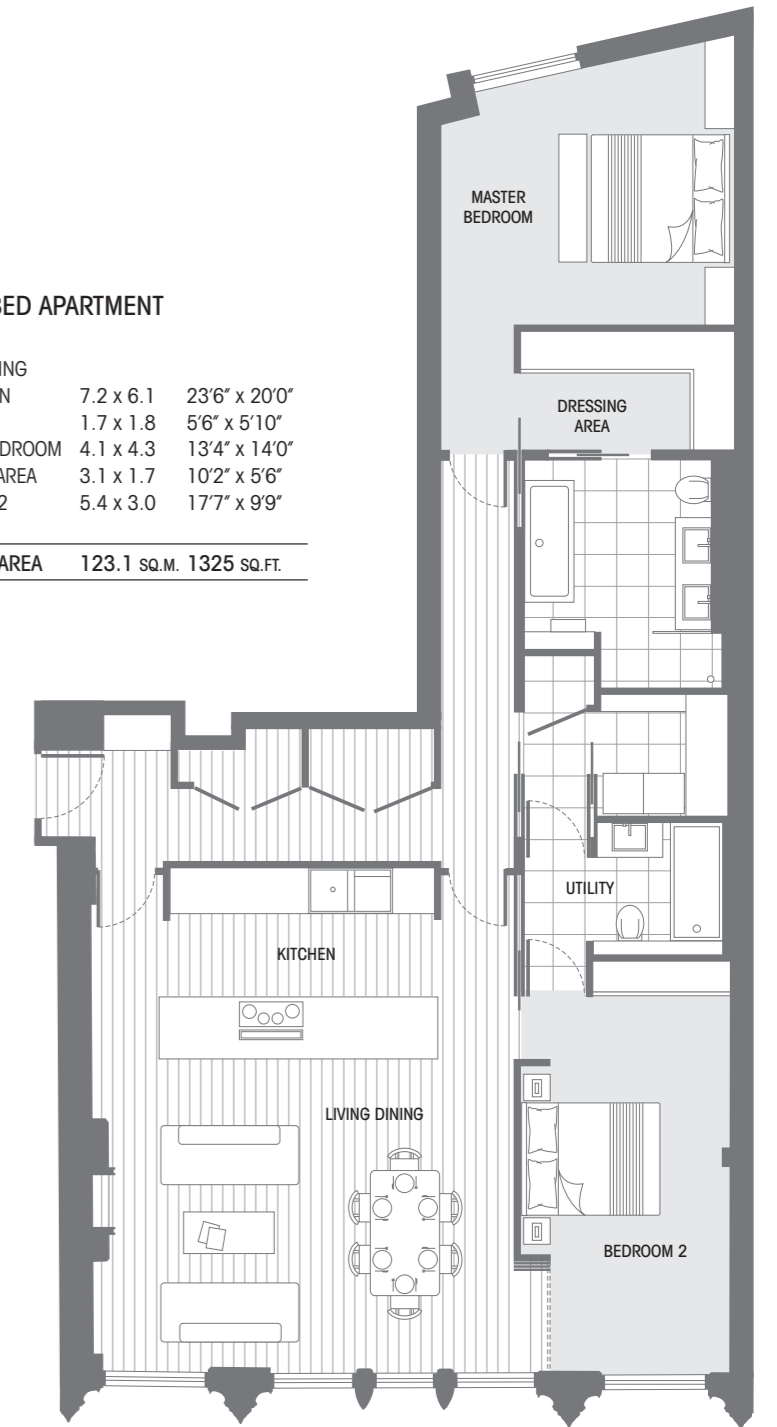 BED APARTMENT
ING
N 7.2 x 6.1 23’6” x 20’0”
1.7 x 1.8 5’6” x 5’10”
DROOM 4.1 x 4.3 13’4” x 14’0”
AREA 3.1 x 1.7 10’2” x 5’6”
2 5.4 x 3.0 17’7” x 9’9”
AREA 123.1 SQ.M. 1325 SQ.FT.
MASTER
BEDROOM
DRESSING
AREA
UTILITY
KITCHEN
LIVING DINING
BEDROOM 2